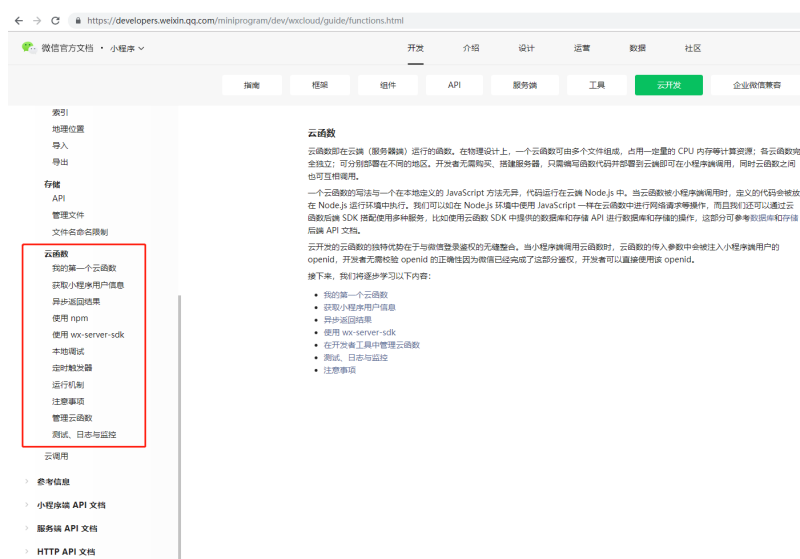 https://developers.weixin.qq.com/miniprogram/dev/wxcloud/guide/functions.html
微信官方文档 · 小程序
开发 介绍 设计 运营 数据 社区
指南 框架 组件 API 服务端 工具 云开发 企业微信兼容
索引
地理位置
导入
导出
存储
API
管理文件
文件名命名限制
云函数
我的第一个云函数
获取小程序用户信息
异步返回结果
使用 npm
使用 wx-server-sdk
本地调试
定时触发器
运行机制
注意事项
管理云函数
测试、日志与监控
云调用
参考信息
小程序端 API 文档
服务端 API 文档
HTTP API 文档
云函数
云函数即在云端（服务器端）运行的函数。在物理设计上，一个云函数可由多个文件组成，占用一定量的 CPU 内存等计算资源；各云函数完
全独立；可分别部署在不同的地区。开发者无需购买、搭建服务器，只需编写函数代码并部署到云端即可在小程序端调用，同时云函数之间
也可互相调用。
一个云函数的写法与一个在本地定义的 JavaScript 方法无异，代码运行在云端 Node.js 中。当云函数被小程序端调用时，定义的代码会被放
在 Node.js 运行环境中执行。我们可以如在 Node.js 环境中使用 JavaScript 一样在云函数中进行网络请求等操作，而且我们还可以通过云
函数后端 SDK 搭配使用多种服务，比如使用云函数 SDK 中提供的数据库和存储 API 进行数据库和存储的操作，这部分可参考数据库和存储
后端 API 文档。
云开发的云函数的独特优势在于与微信登录鉴权的无缝整合。当小程序端调用云函数时，云函数的传入参数中会被注入小程序端用户的
openid，开发者无需校验 openid 的正确性因为微信已经完成了这部分鉴权，开发者可以直接使用该 openid。
接下来，我们将逐步学习以下内容：
我的第一个云函数
获取小程序用户信息
异步返回结果
使用 wx-server-sdk
在开发者工具中管理云函数
测试、日志与监控
注意事项